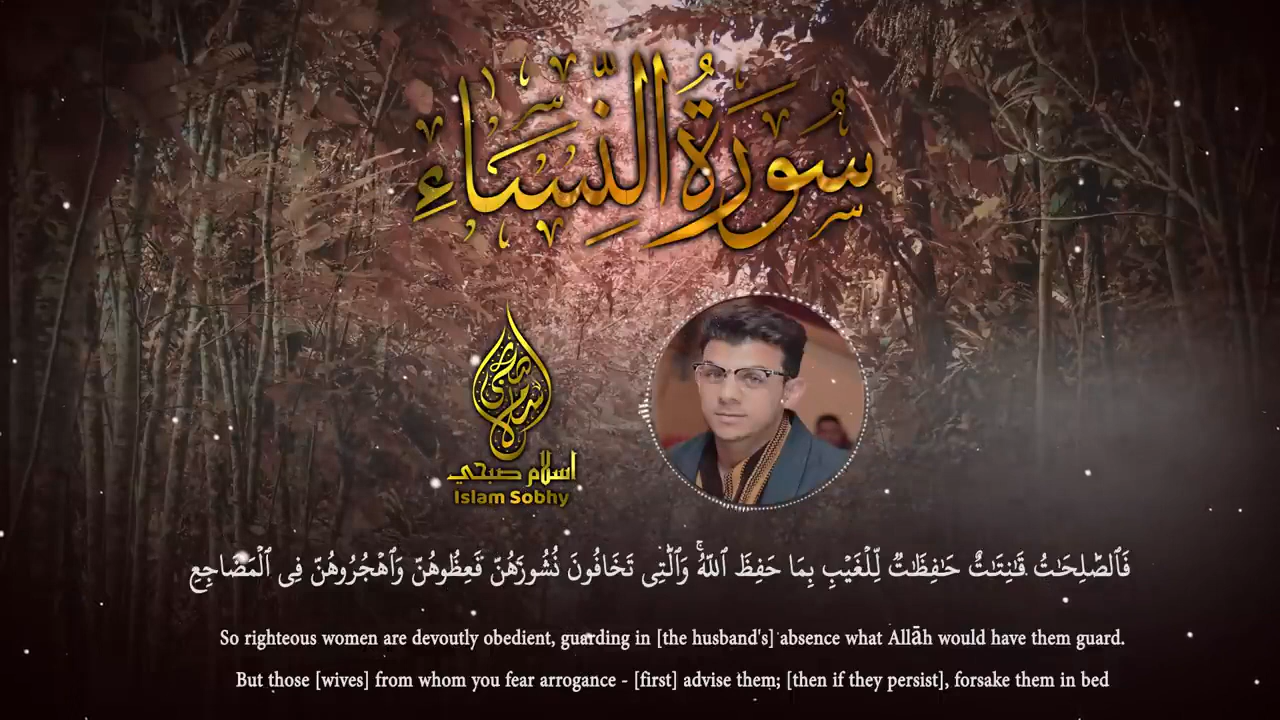 سُورَةُ النِّسَاءِ
اسلام صبحي
Islam Sobhy
فَٱلصَّٰلِحَٰتُ قَٰنِتَٰتٌ حَٰفِظَٰتٌ لِّلْغَيْبِ بِمَا حَفِظَ ٱللَّهُ ۚ وَٱلَّٰتِى تَخَافُونَ نُشُوزَهُنَّ فَعِظُوهُنَّ وَٱهْجُرُوهُنَّ فِى ٱلْمَضَاجِعِ
So righteous women are devoutly obedient, guarding in [the husband's] absence what Allāh would have them guard.
But those [wives] from whom you fear arrogance - [first] advise them; [then if they persist], forsake them in bed